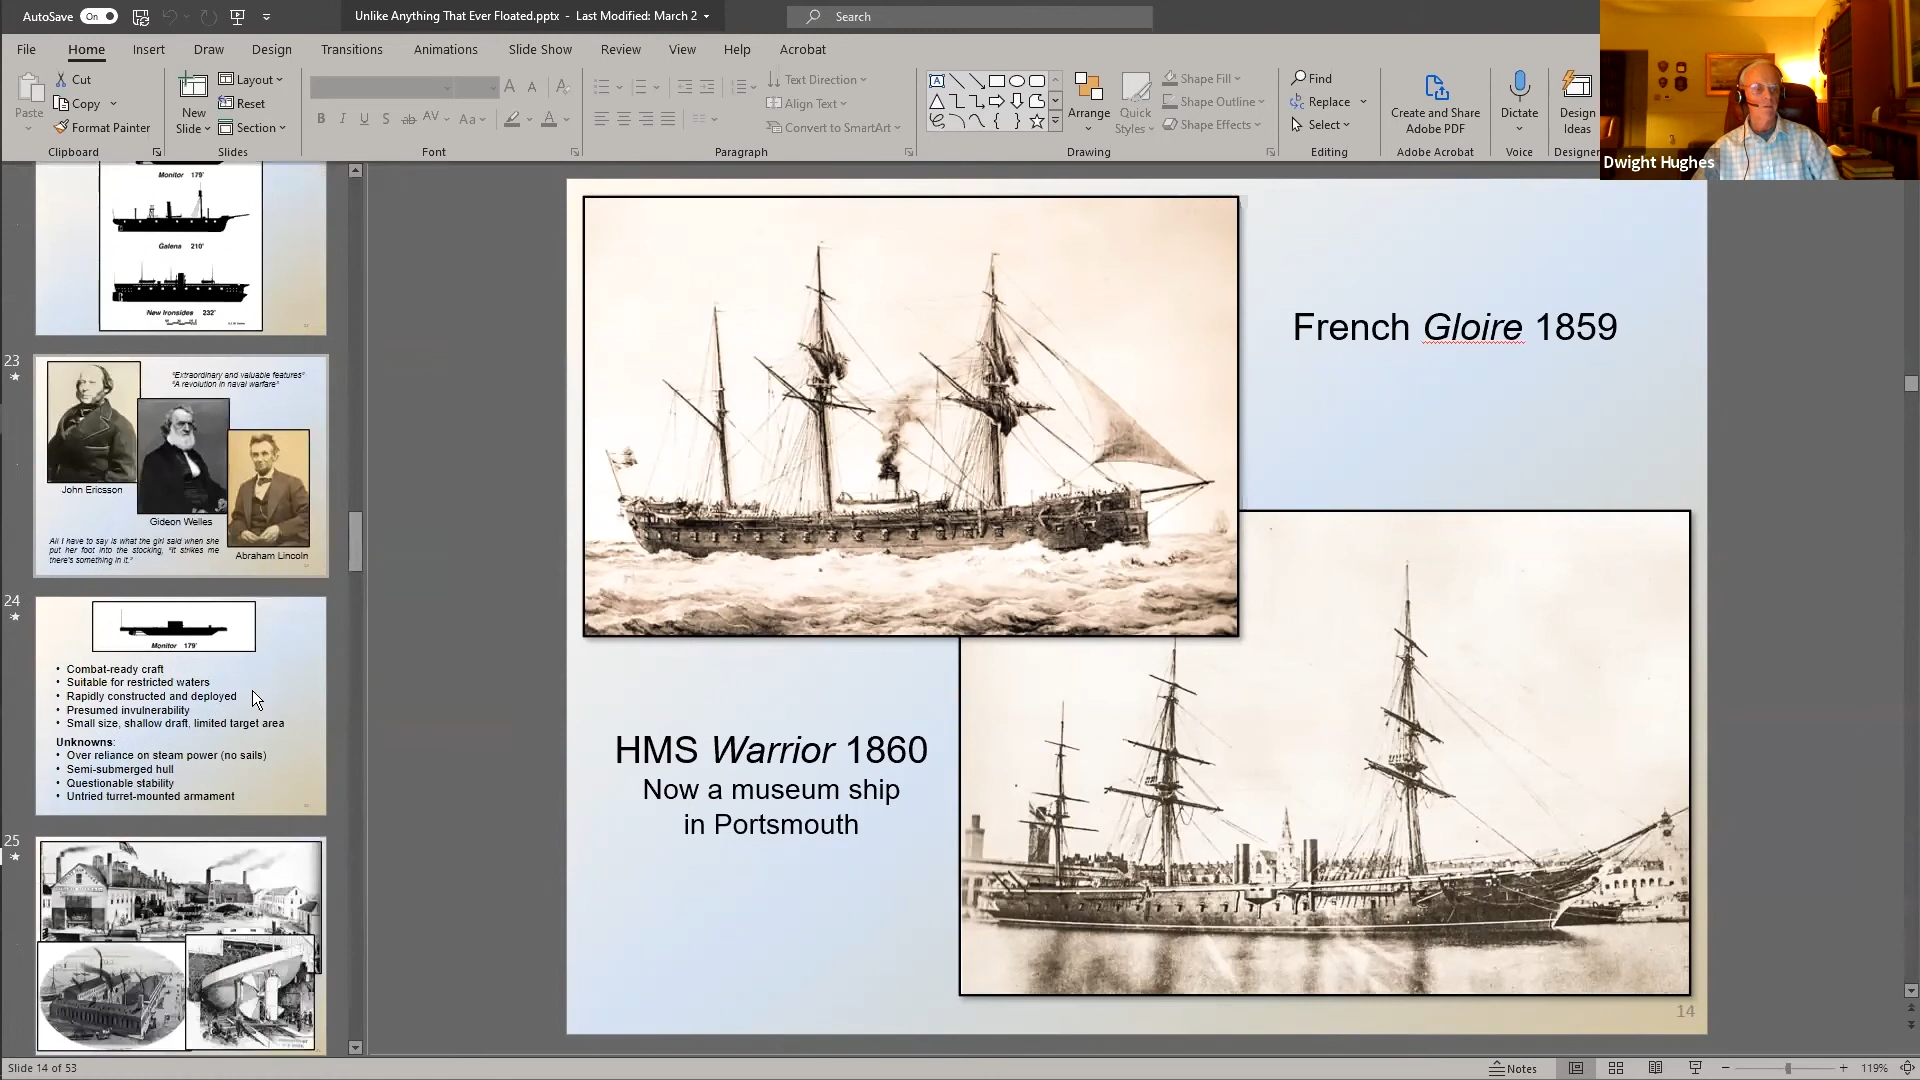 AutoSave On
Unlike Anything That Ever Floated.pptx - Last Modified: March 2
Search
File Home Insert Draw Design Transitions Animations Slide Show Review View Help Acrobat
Paste
Cut
Copy
Format Painter
Clipboard
New Slide
Layout
Reset
Section
Slides
Font
Text Direction
Align Text
Convert to SmartArt
Paragraph
Arrange
Quick Styles
Shape Fill
Shape Outline
Shape Effects
Drawing
Find
Replace
Select
Editing
Create and Share
Adobe PDF
Adobe Acrobat
Dictate
Voice
Design
Ideas
Designer
Dwight Hughes
Monitor 179'
Galena 210'
New Ironsides 232'
23
"Extraordinary and valuable features"
"A revolution in naval warfare"
John Ericsson
Gideon Welles
Abraham Lincoln
All I have to say is what the girl said when she
put her foot into the stocking, "It strikes me
there's something in it."
24
Monitor 179'
• Combat-ready craft
• Suitable for restricted waters
• Rapidly constructed and deployed
• Presumed invulnerability
• Small size, shallow draft, limited target area
Unknowns:
• Over reliance on steam power (no sails)
• Semi-submerged hull
• Questionable stability
• Untried turret-mounted armament
25
French Gloire 1859
HMS Warrior 1860
Now a museum ship
in Portsmouth
14
Slide 14 of 53
Notes
119%